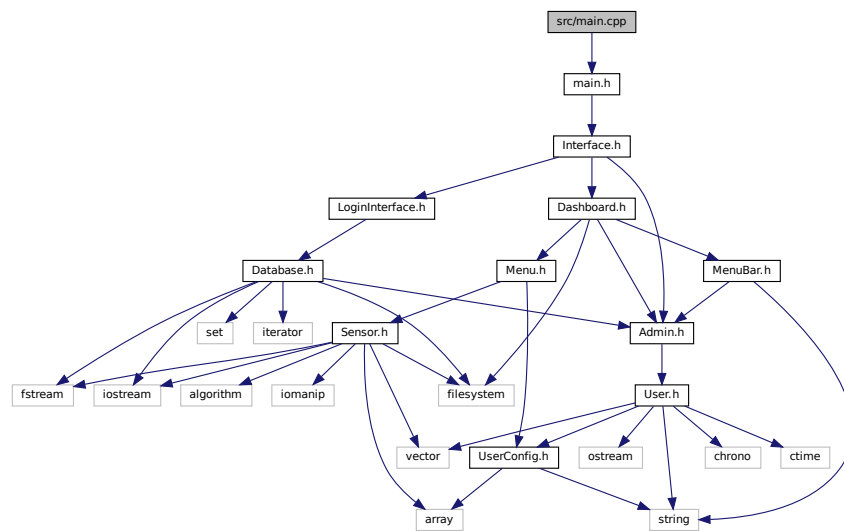 src/main.cpp
main.h
Interface.h
LoginInterface.h
Dashboard.h
Database.h
Menu.h
MenuBar.h
set
iterator
Sensor.h
Admin.h
fstream
iostream
algorithm
iomanip
filesystem
User.h
vector
UserConfig.h
ostream
chrono
ctime
array
string